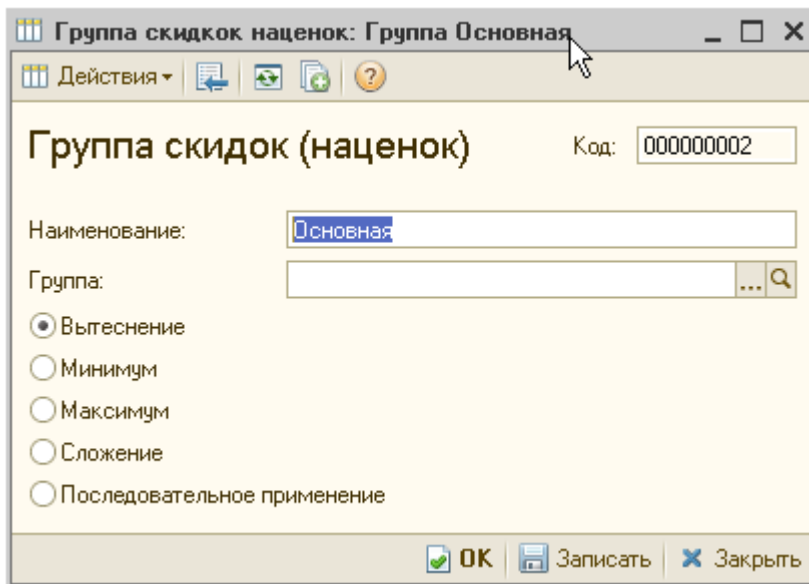 Группа скидкок наценок: Группа Основная
Действия
Группа скидок (наценок) Код: 000000002
Наименование: Основная
Группа: ...
Вытеснение
Минимум
Максимум
Сложение
Последовательное применение
OK Записать Закрыть